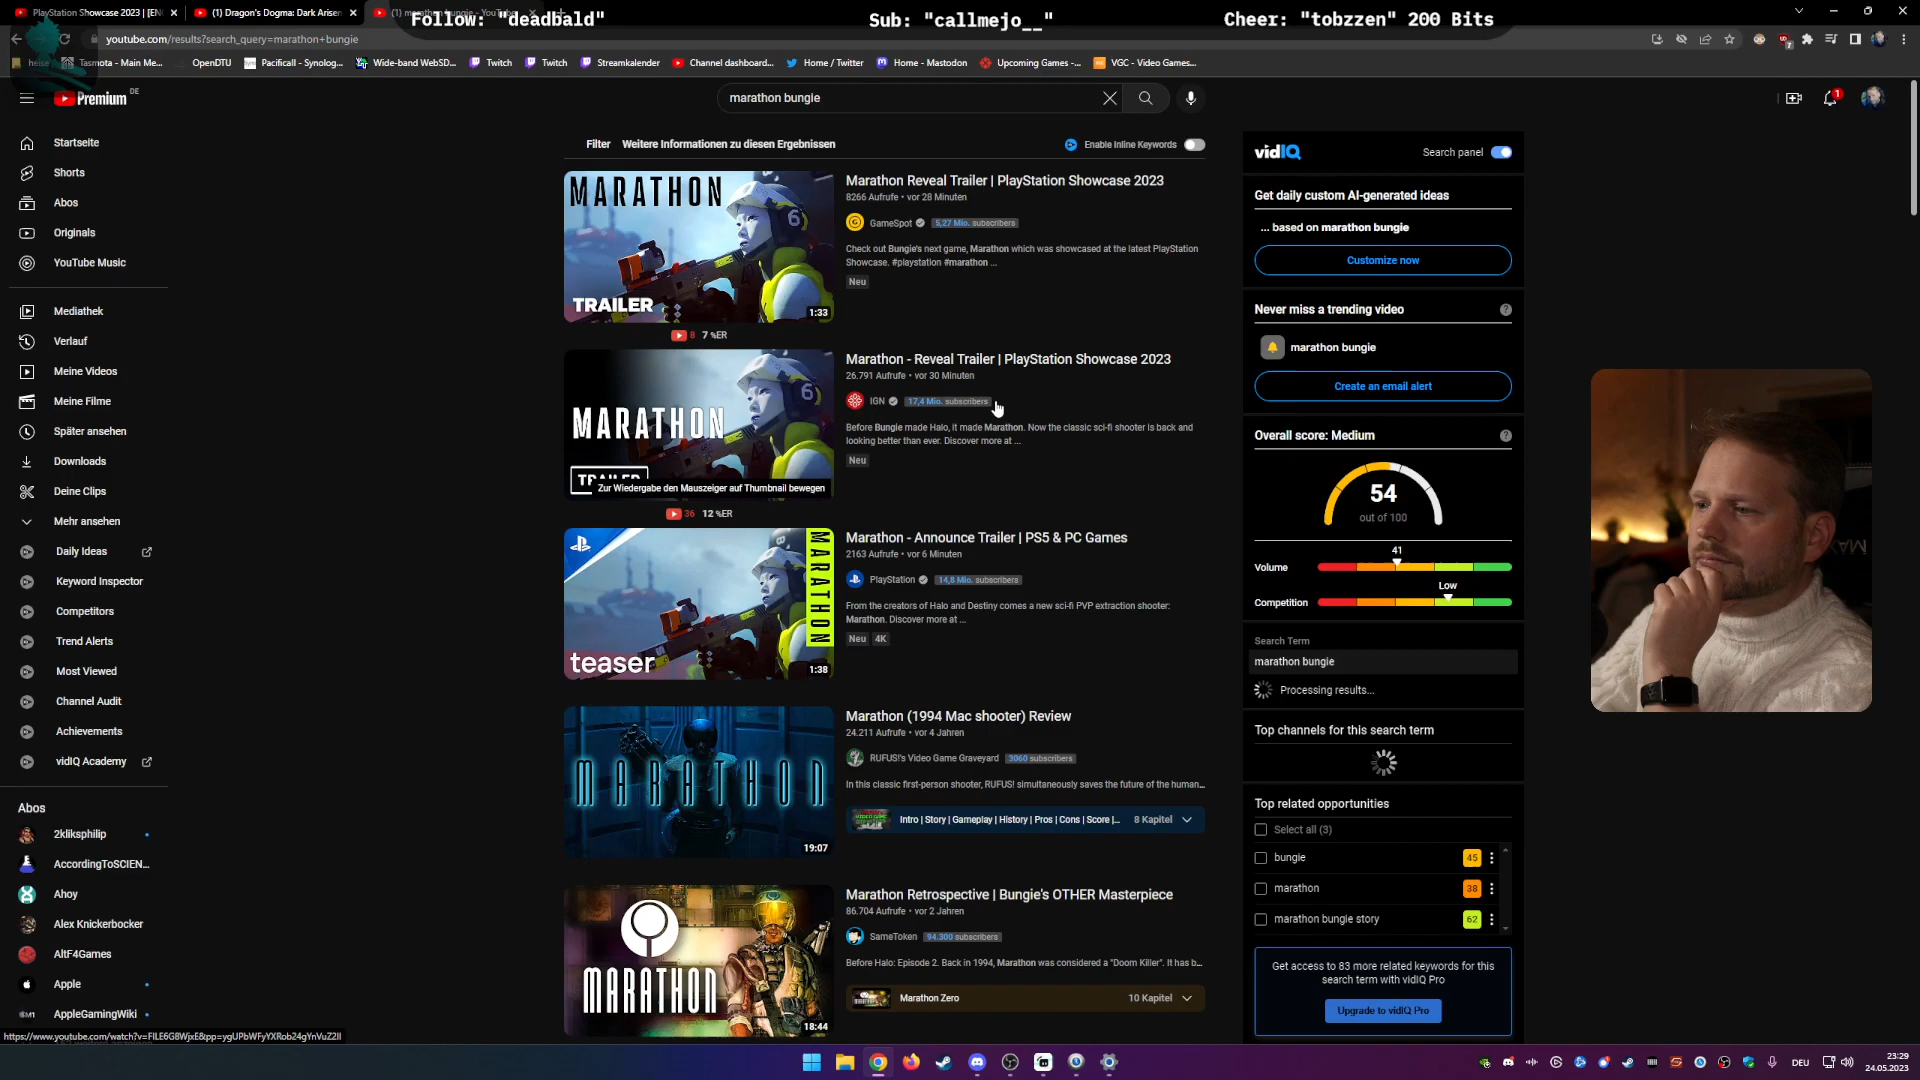 PlayStation Showcase 2023 | [EN
(1) Dragon's Dogma: Dark Arisen
Follow: "deadbald"
Sub: "callmejo__"
Cheer: "tobzzen" 200 Bits
youtube.com/results?search_query=marathon+bungie
heise
Tasmota - Main Me...
OpenDTU
Pacificall - Synolog...
Wide-band WebSD...
Twitch
Twitch
Streamkalender
Channel dashboard...
Home / Twitter
Home - Mastodon
Upcoming Games -...
VGC - Video Games...
Premium DE
marathon bungie
1
Startseite
Shorts
Abos
Originals
YouTube Music
Mediathek
Verlauf
Meine Videos
Meine Filme
Später ansehen
Downloads
Deine Clips
Mehr ansehen
Daily Ideas
Keyword Inspector
Competitors
Trend Alerts
Most Viewed
Channel Audit
Achievements
vidIQ Academy
Abos
2kliksphilip
AccordingToSCIEN...
Ahoy
Alex Knickerbocker
AltF4Games
Apple
AppleGamingWiki
Filter
Weitere Informationen zu diesen Ergebnissen
Enable Inline Keywords
MARATHON
TRAILER
1:33
8 7 %ER
Marathon Reveal Trailer | PlayStation Showcase 2023
8266 Aufrufe • vor 28 Minuten
GameSpot 5,27 Mio. subscribers
Check out Bungie's next game, Marathon which was showcased at the latest PlayStation
Showcase. #playstation #marathon ...
Neu
MARATHON
Zur Wiedergabe den Mauszeiger auf Thumbnail bewegen
36 12 %ER
Marathon - Reveal Trailer | PlayStation Showcase 2023
26.791 Aufrufe • vor 30 Minuten
IGN 17,4 Mio. subscribers
Before Bungie made Halo, it made Marathon. Now the classic sci-fi shooter is back and
looking better than ever. Discover more at ...
Neu
MARATHON
teaser
1:38
Marathon - Announce Trailer | PS5 & PC Games
2163 Aufrufe • vor 6 Minuten
PlayStation 14,8 Mio. subscribers
From the creators of Halo and Destiny comes a new sci-fi PVP extraction shooter:
Marathon. Discover more at ...
Neu 4K
MARATHON
19:07
Marathon (1994 Mac shooter) Review
24.211 Aufrufe • vor 4 Jahren
RUFUS!'s Video Game Graveyard 3060 subscribers
In this classic first-person shooter, RUFUS! simultaneously saves the future of the human...
Intro | Story | Gameplay | History | Pros | Cons | Score |... 8 Kapitel
MARATHON
18:44
Marathon Retrospective | Bungie's OTHER Masterpiece
86.704 Aufrufe • vor 2 Jahren
SameToken 94.300 subscribers
Before Halo: Episode 2. Back in 1994, Marathon was considered a "Doom Killer". It has b...
Marathon Zero 10 Kapitel
vidIQ
Search panel
Get daily custom AI-generated ideas
... based on marathon bungie
Customize now
Never miss a trending video
marathon bungie
Create an email alert
Overall score: Medium
54
out of 100
41
Volume
Low
Competition
Search Term
marathon bungie
Processing results...
Top channels for this search term
Top related opportunities
Select all (3)
bungie 45
marathon 38
marathon bungie story 62
Get access to 83 more related keywords for this
search term with vidIQ Pro
Upgrade to vidIQ Pro
https://www.youtube.com/watch?v=FILE6G8WjxE&pp=ygUPbWFyYXRob24gYnVuZ2ll
DEU
23:29
24.05.2023